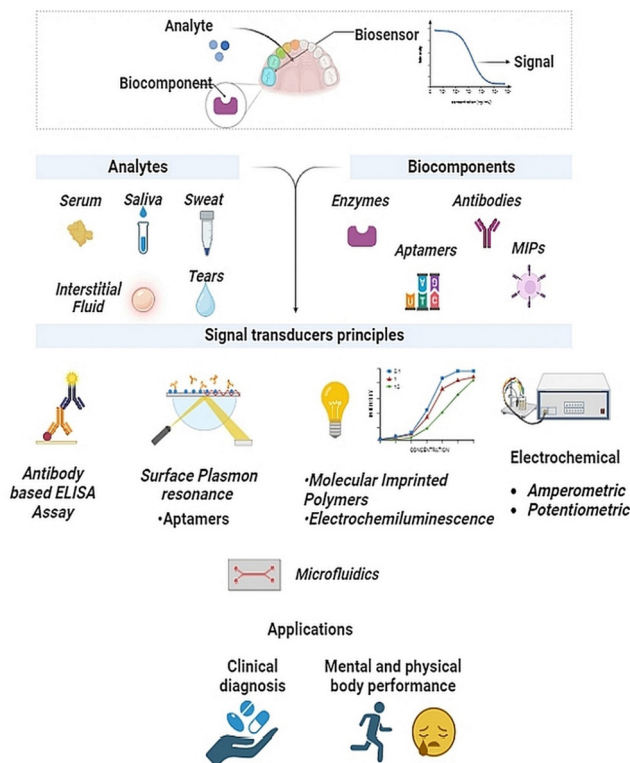 Analyte
Biosensor
Signal
Biocomponent
Analytes
Biocomponents
Serum
Saliva
Sweat
Enzymes
Antibodies
Aptamers
MIPs
Interstitial
Fluid
Tears
Signal transducers principles
CONCENTRATION
Antibody
based ELISA
Assay
Surface Plasmon
resonance
•Aptamers
•Molecular Imprinted
Polymers
•Electrochemiluminescence
Electrochemical
• Amperometric
• Potentiometric
Microfluidics
Applications
Clinical
diagnosis
Mental and physical
body performance